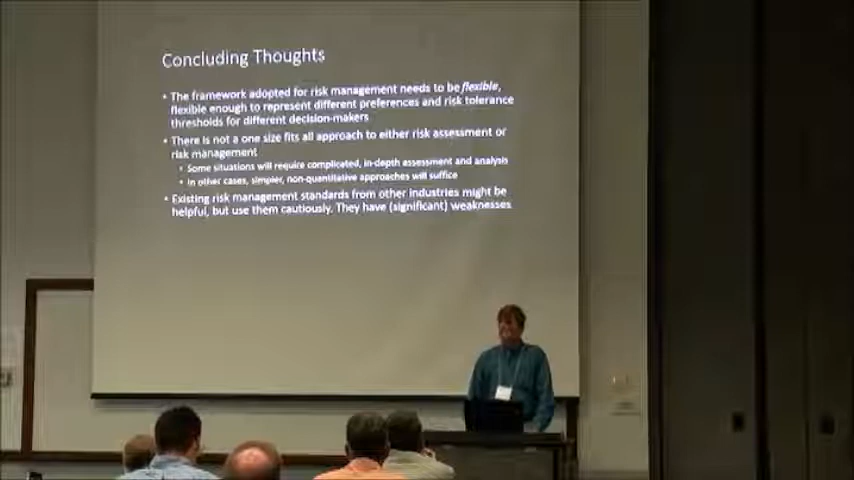 Concluding Thoughts
• The framework adopted for risk management needs to be flexible,
flexible enough to represent different preferences and risk tolerance
thresholds for different decision-makers
• There is not a one size fits all approach to either risk assessment or
risk management
• Some situations will require complicated, in-depth assessment and analysis
• In other cases, simpler, non-quantitative approaches will suffice
• Existing risk management standards from other industries might be
helpful, but use them cautiously. They have (significant) weaknesses